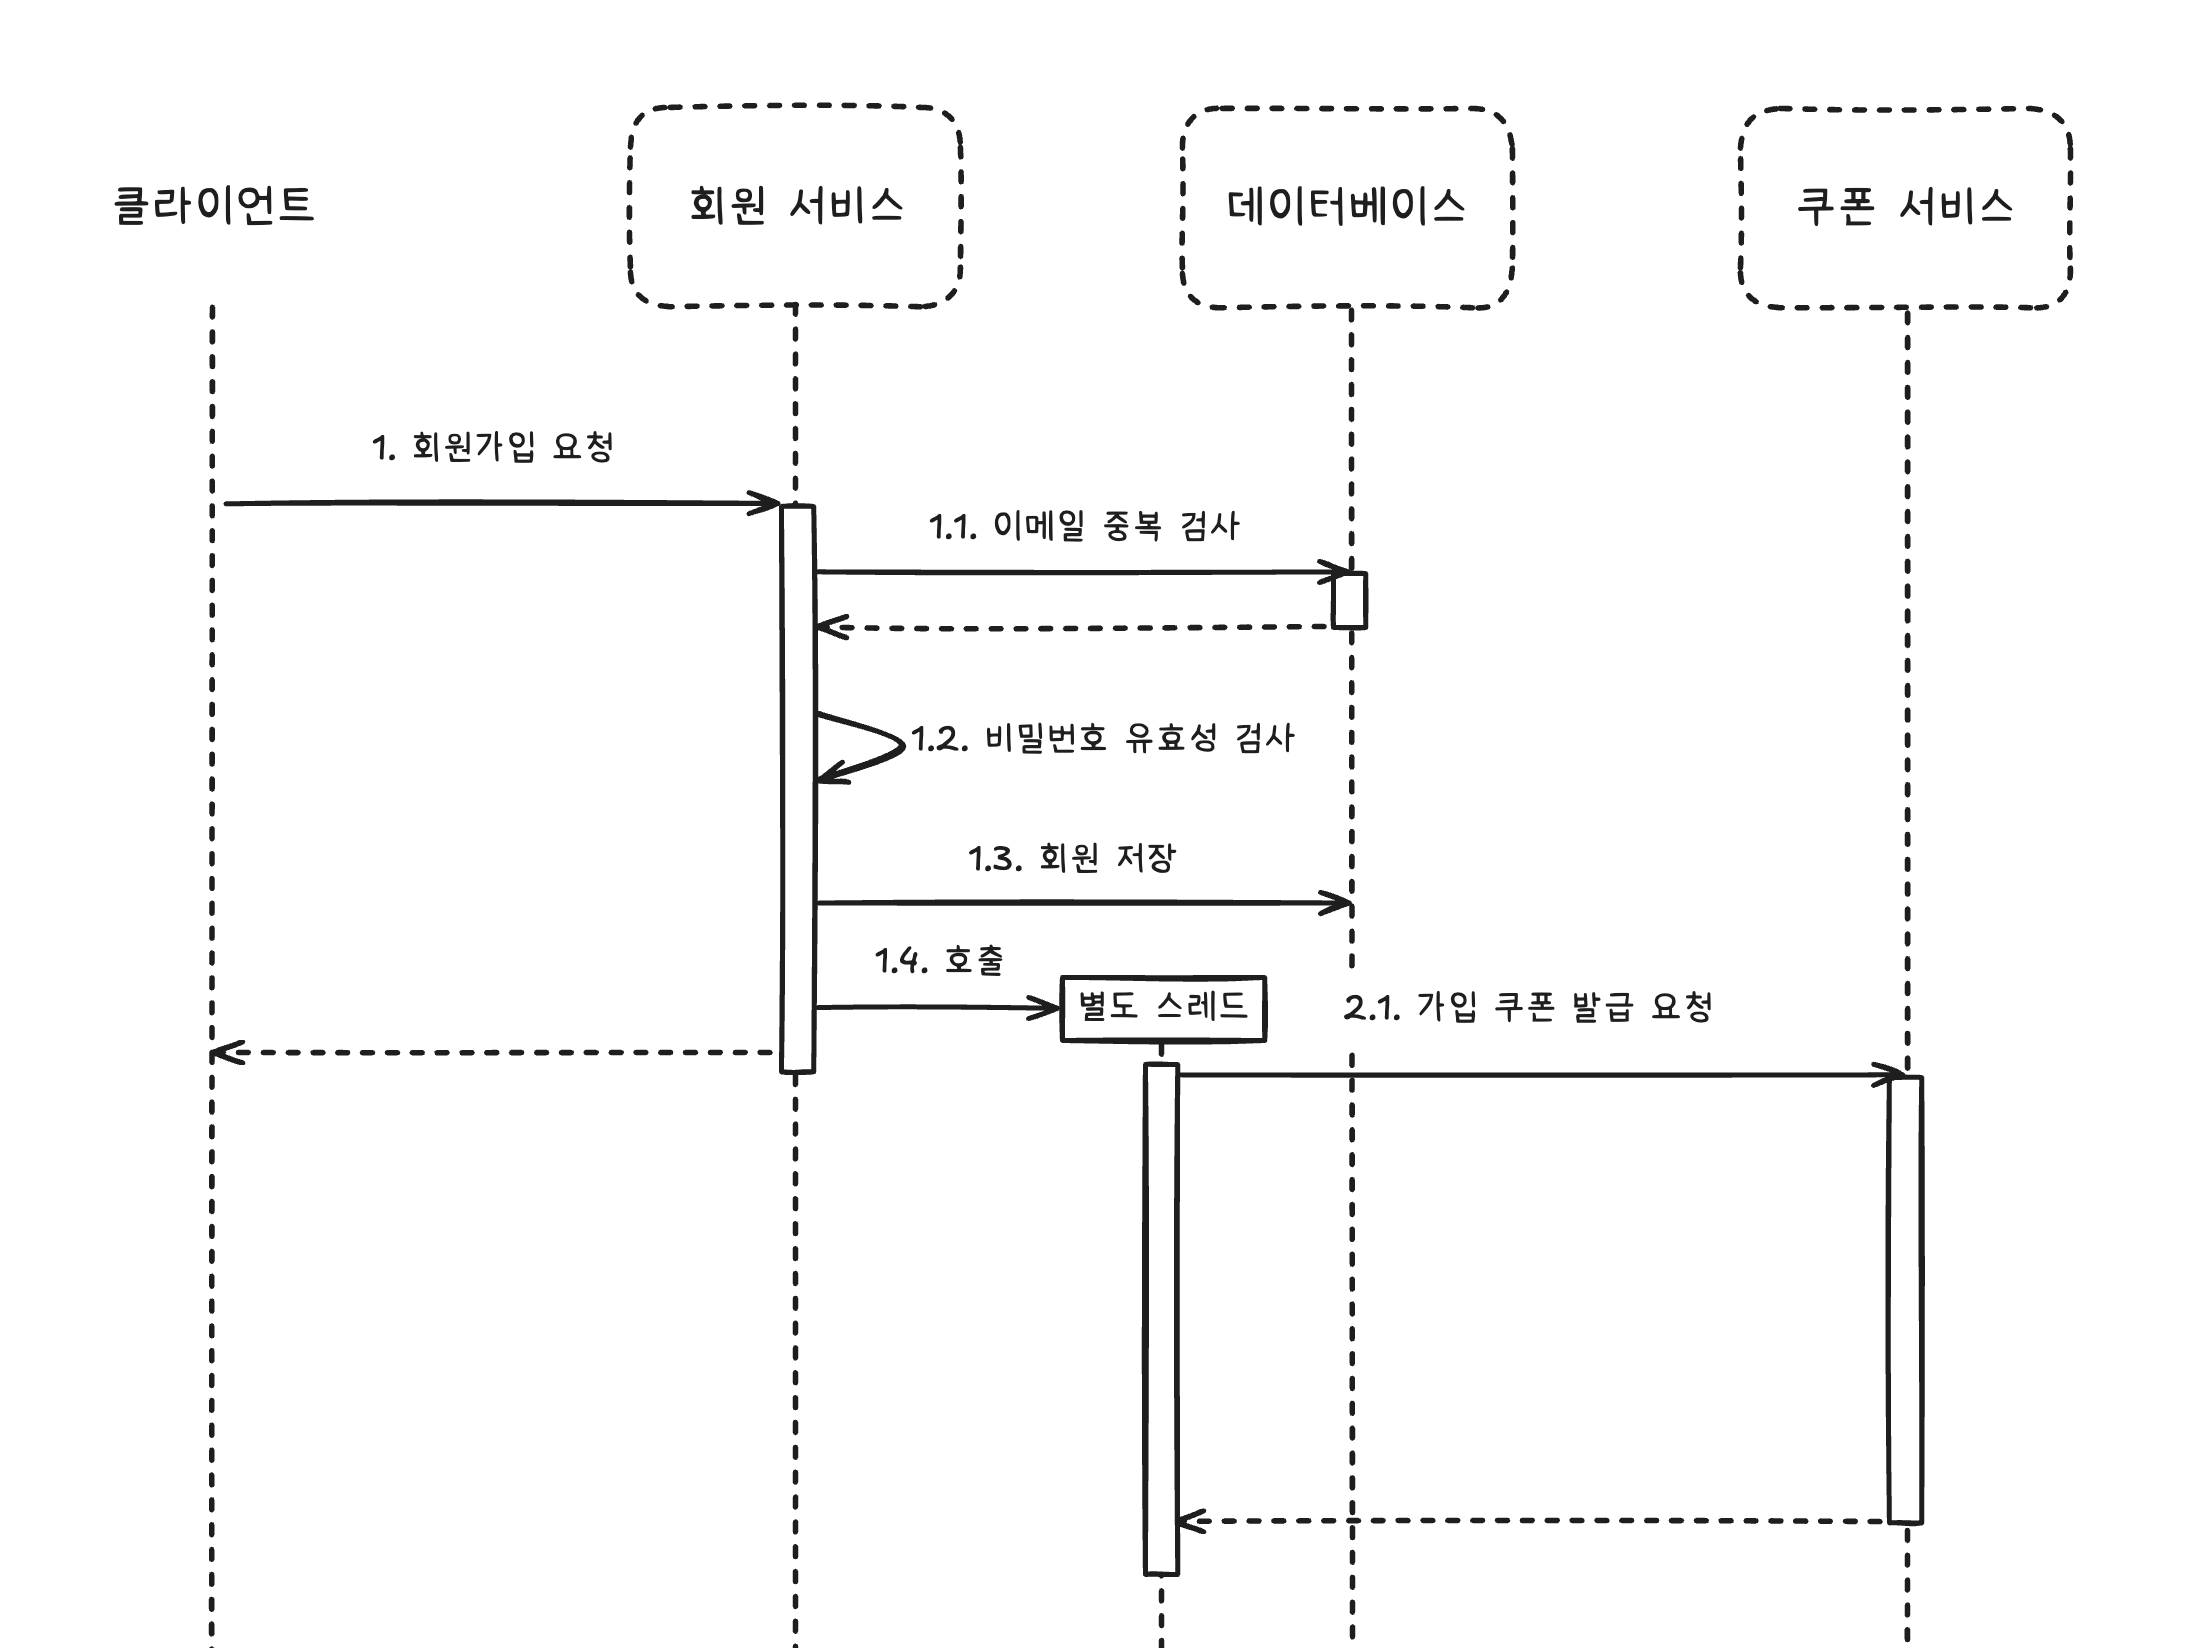 클라이언트
회원 서비스
데이터베이스
쿠폰 서비스
1. 회원가입 요청
1.1. 이메일 중복 검사
1.2. 비밀번호 유효성 검사
1.3. 회원 저장
1.4. 호출
별도 스레드
2.1. 가입 쿠폰 발급 요청